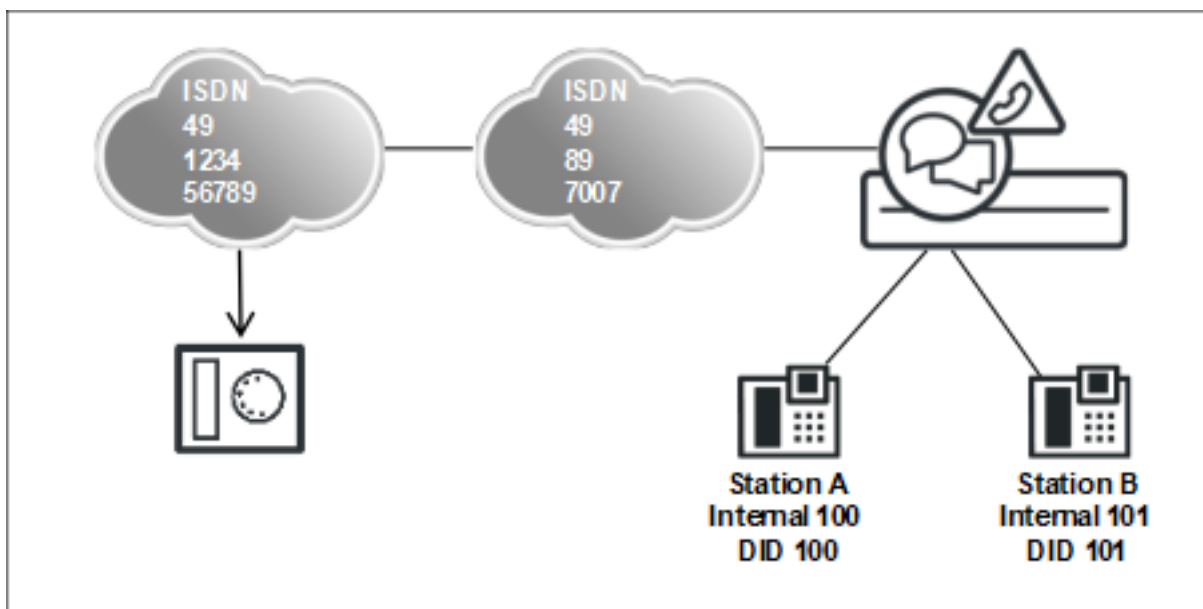 ISDN
49
1234
56789
ISDN
49
89
7007
Station A
Internal 100
DID 100
Station B
Internal 101
DID 101